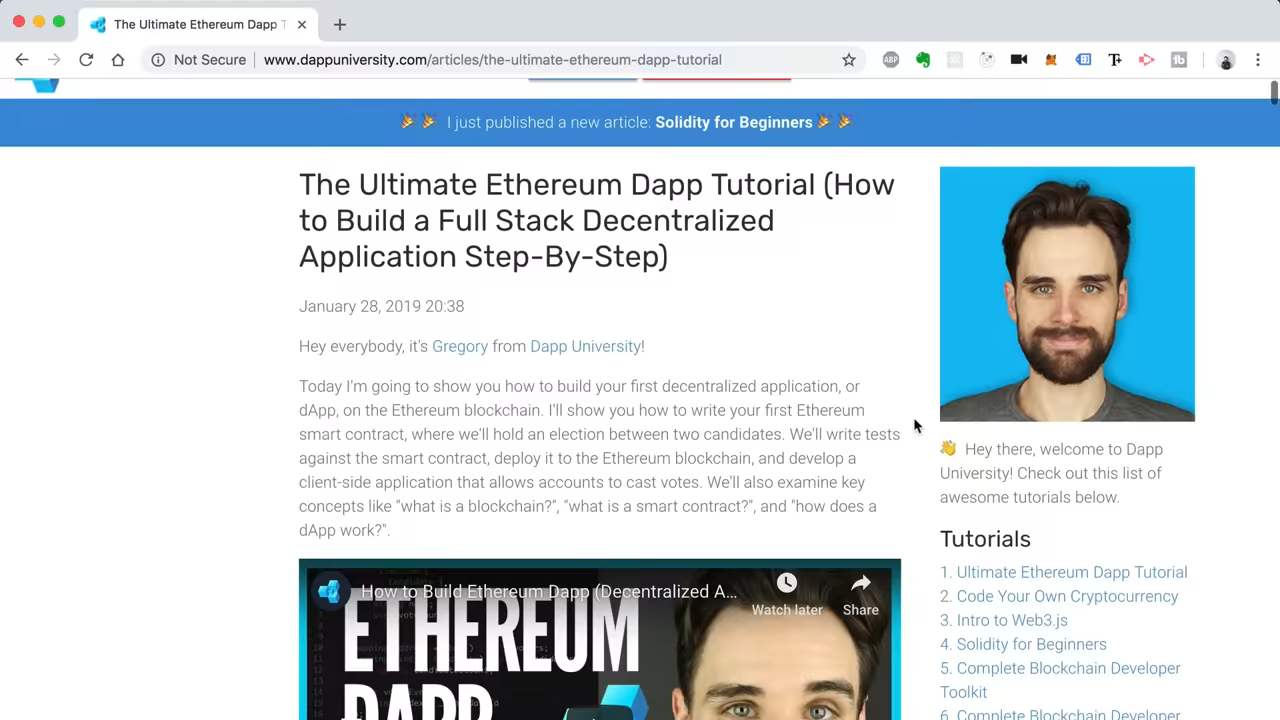 The Ultimate Ethereum Dapp T
Not Secure www.dappuniversity.com/articles/the-ultimate-ethereum-dapp-tutorial
ABP
tb
I just published a new article: Solidity for Beginners
The Ultimate Ethereum Dapp Tutorial (How
to Build a Full Stack Decentralized
Application Step-By-Step)
January 28, 2019 20:38
Hey everybody, it's Gregory from Dapp University!
Today I'm going to show you how to build your first decentralized application, or
dApp, on the Ethereum blockchain. I'll show you how to write your first Ethereum
smart contract, where we'll hold an election between two candidates. We'll write tests
against the smart contract, deploy it to the Ethereum blockchain, and develop a
client-side application that allows accounts to cast votes. We'll also examine key
concepts like "what is a blockchain?", "what is a smart contract?", and "how does a
dApp work?".
How to Build Ethereum Dapp (Decentralized A...
Watch later
Share
ETHEREUM
DAPP
👋 Hey there, welcome to Dapp
University! Check out this list of
awesome tutorials below.
Tutorials
1. Ultimate Ethereum Dapp Tutorial
2. Code Your Own Cryptocurrency
3. Intro to Web3.js
4. Solidity for Beginners
5. Complete Blockchain Developer
Toolkit
6. Complete Blockchain Developer